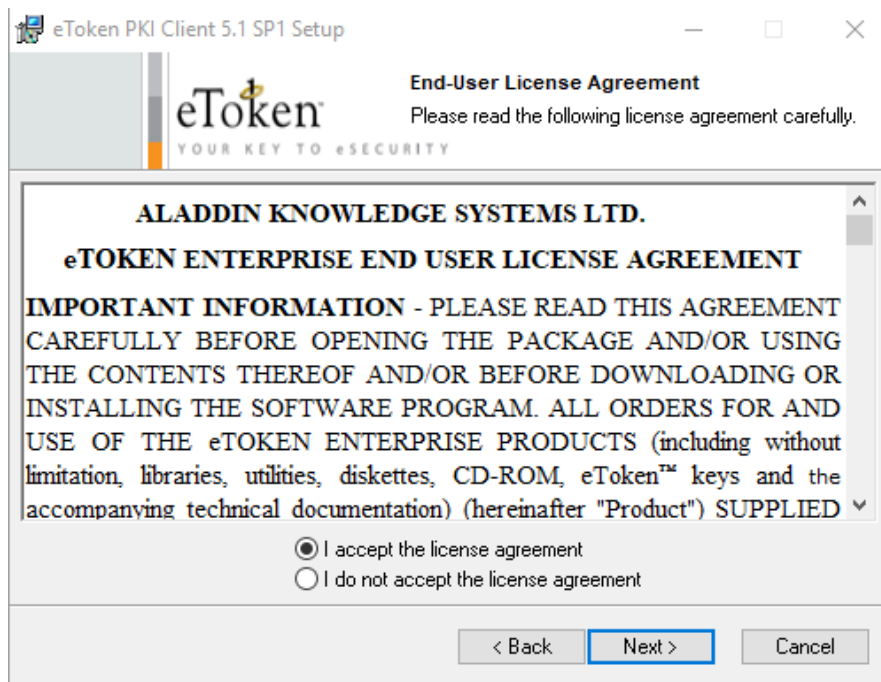 eToken PKI Client 5.1 SP1 Setup
eToken
YOUR KEY TO eSECURITY
End-User License Agreement
Please read the following license agreement carefully.
ALADDIN KNOWLEDGE SYSTEMS LTD.
eTOKEN ENTERPRISE END USER LICENSE AGREEMENT
IMPORTANT INFORMATION - PLEASE READ THIS AGREEMENT
CAREFULLY BEFORE OPENING THE PACKAGE AND/OR USING
THE CONTENTS THEREOF AND/OR BEFORE DOWNLOADING OR
INSTALLING THE SOFTWARE PROGRAM. ALL ORDERS FOR AND
USE OF THE eTOKEN ENTERPRISE PRODUCTS (including without
limitation, libraries, utilities, diskettes, CD-ROM, eToken™ keys and the
accompanying technical documentation) (hereinafter "Product") SUPPLIED
I accept the license agreement
I do not accept the license agreement
< Back
Next >
Cancel